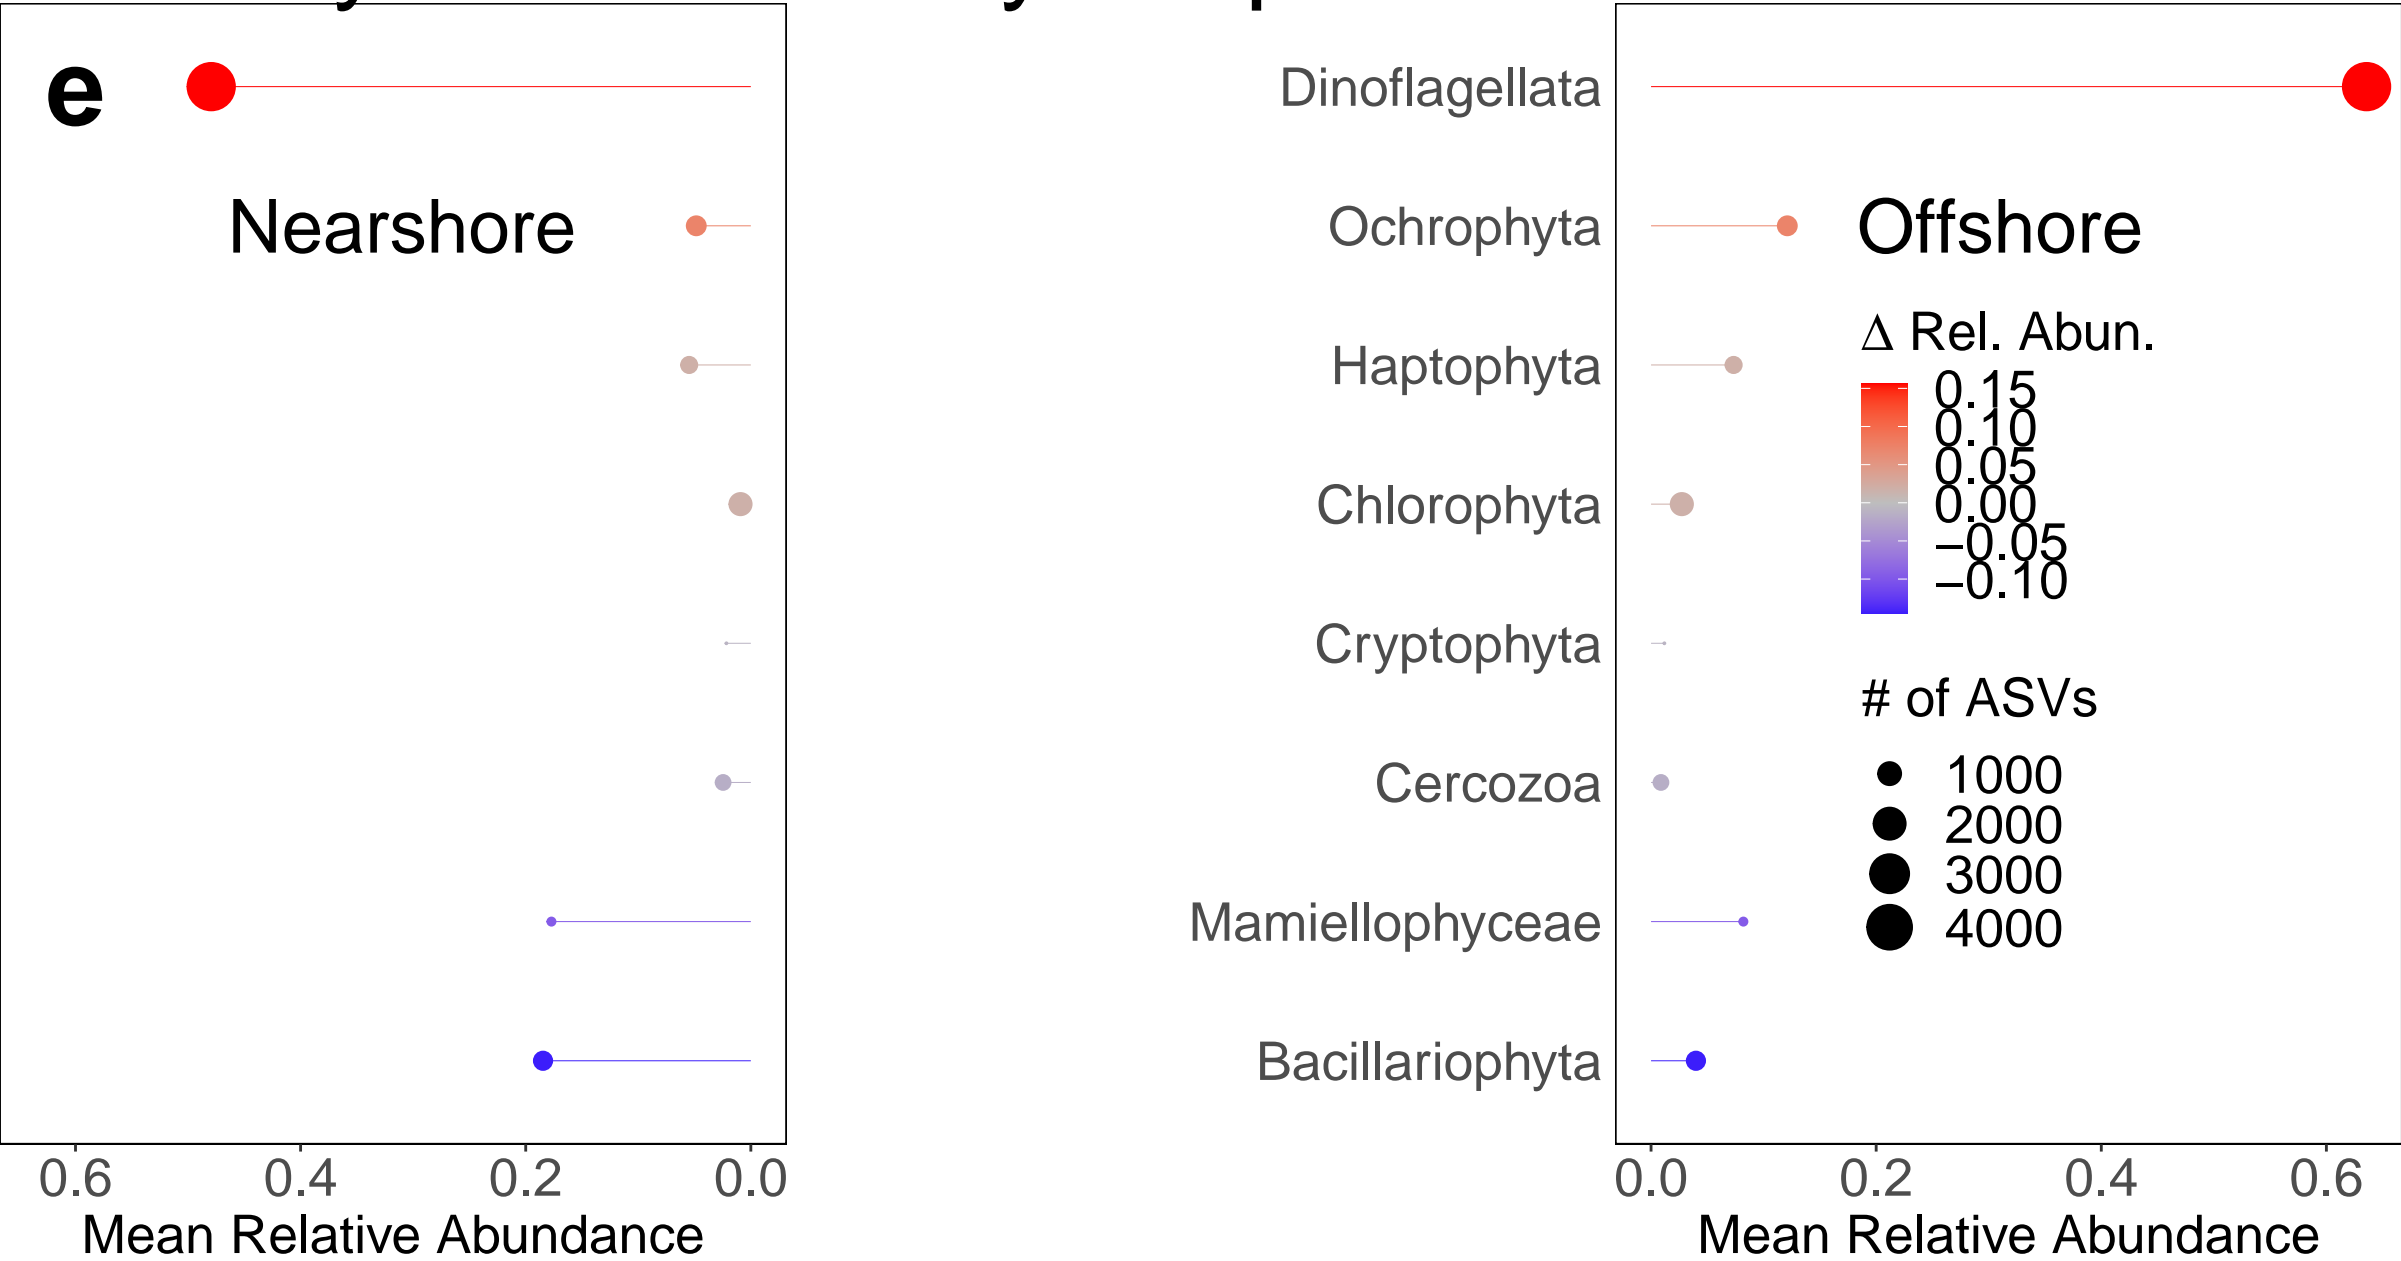 e
Nearshore
0.6 0.4 0.2 0.0
Mean Relative Abundance
Dinoflagellata
Ochrophyta
Haptophyta
Chlorophyta
Cryptophyta
Cercozoa
Mamiellophyceae
Bacillariophyta
Offshore
Δ Rel. Abun.
0.15
0.10
0.05
0.00
−0.05
−0.10
# of ASVs
1000
2000
3000
4000
0.0 0.2 0.4 0.6
Mean Relative Abundance